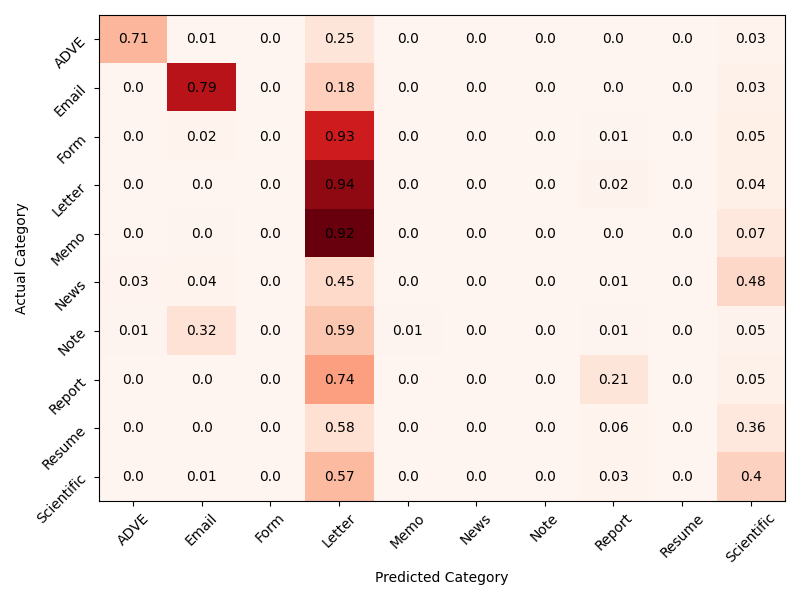 ADVE 0.71 0.01 0.0 0.25 0.0 0.0 0.0 0.0 0.0 0.03
Email 0.0 0.79 0.0 0.18 0.0 0.0 0.0 0.0 0.0 0.03
Form 0.0 0.02 0.0 0.93 0.0 0.0 0.0 0.01 0.0 0.05
Letter 0.0 0.0 0.0 0.94 0.0 0.0 0.0 0.02 0.0 0.04
Memo 0.0 0.0 0.0 0.92 0.0 0.0 0.0 0.0 0.0 0.07
News 0.03 0.04 0.0 0.45 0.0 0.0 0.0 0.01 0.0 0.48
Note 0.01 0.32 0.0 0.59 0.01 0.0 0.0 0.01 0.0 0.05
Report 0.0 0.0 0.0 0.74 0.0 0.0 0.0 0.21 0.0 0.05
Resume 0.0 0.0 0.0 0.58 0.0 0.0 0.0 0.06 0.0 0.36
Scientific 0.0 0.01 0.0 0.57 0.0 0.0 0.0 0.03 0.0 0.4
ADVE Email Form Letter Memo News Note Report Resume Scientific
Predicted Category
Actual Category